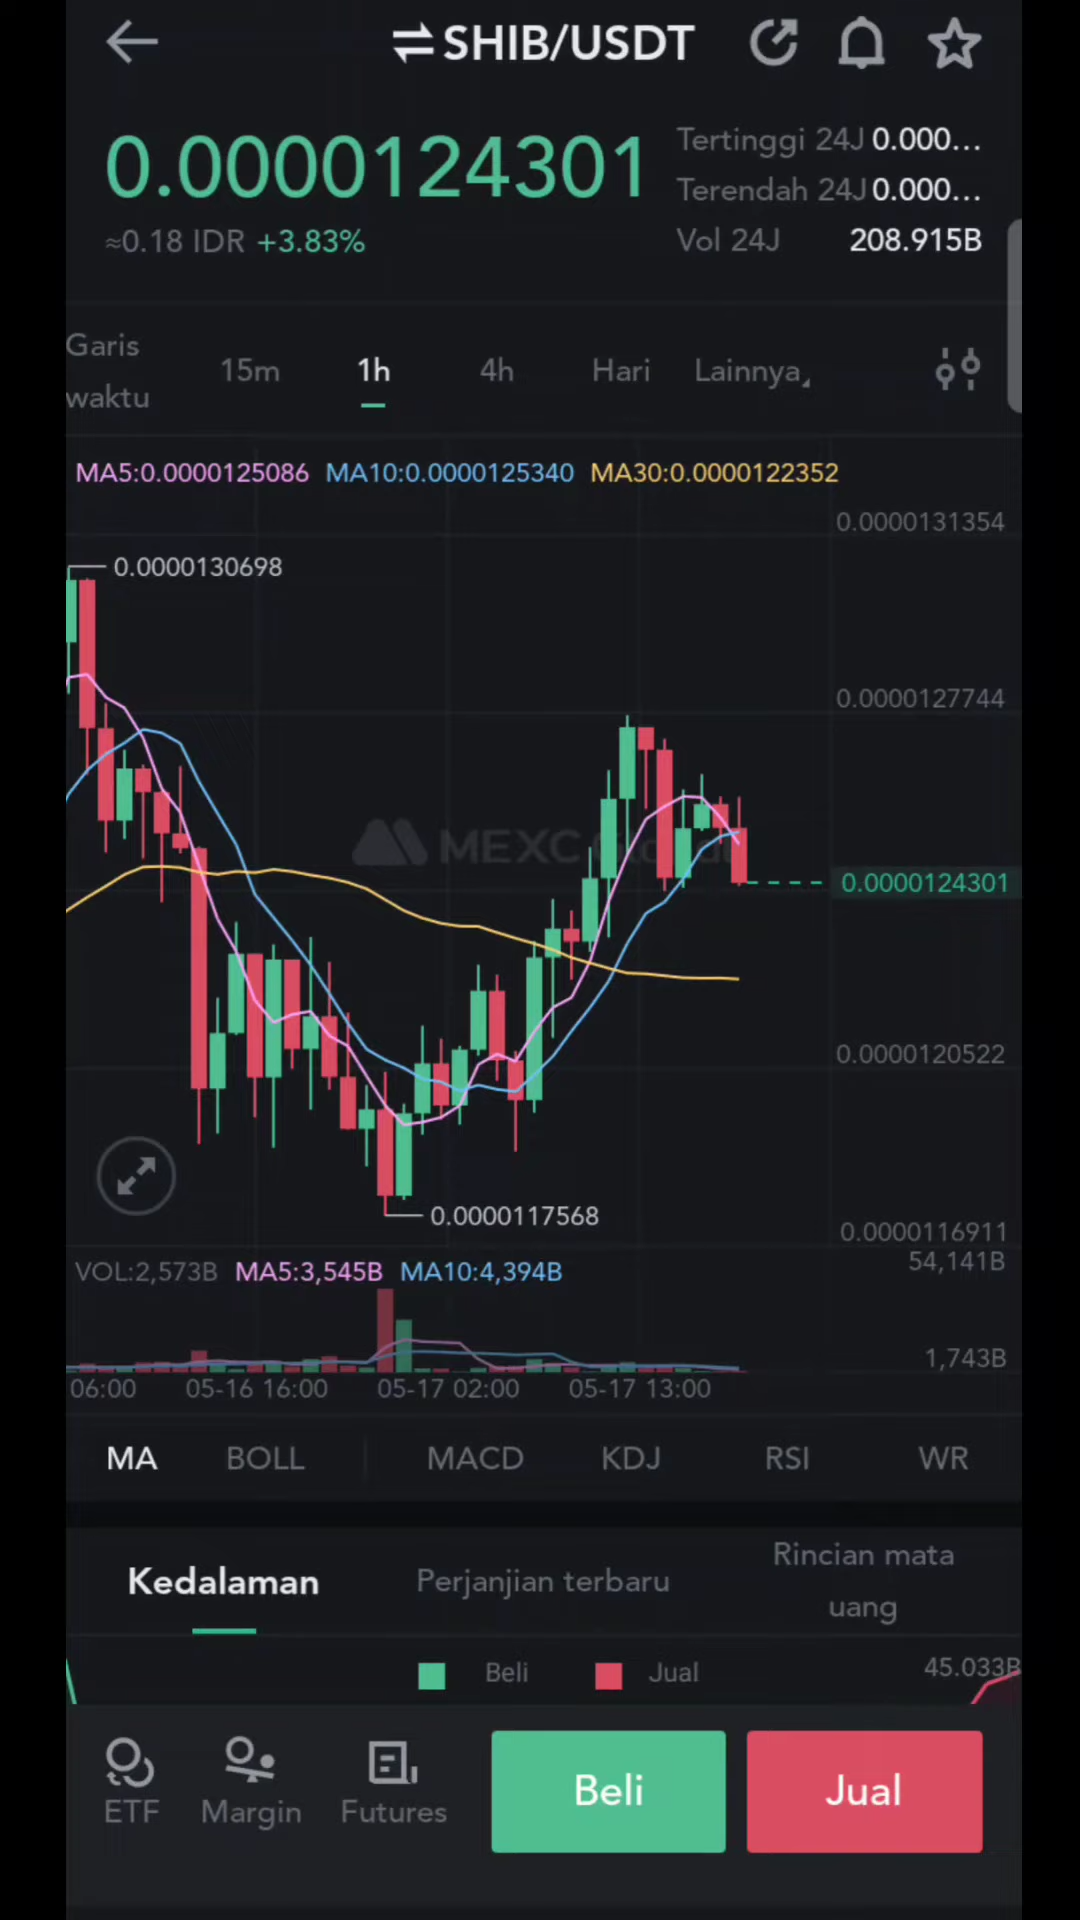 SHIB/USDT
0.0000124301
≈0.18 IDR +3.83%
Tertinggi 24J 0.000...
Terendah 24J 0.000...
Vol 24J 208.915B
Garis waktu
15m 1h 4h Hari Lainnya
MA5:0.0000125086 MA10:0.0000125340 MA30:0.0000122352
0.0000131354
0.0000130698
0.0000127744
MEXC
0.0000124301
0.0000120522
0.0000117568
0.0000116911
VOL:2,573B MA5:3,545B MA10:4,394B
54,141B
1,743B
06:00 05-16 16:00 05-17 02:00 05-17 13:00
MA BOLL MACD KDJ RSI WR
Kedalaman Perjanjian terbaru Rincian mata uang
Beli Jual 45.033B
ETF Margin Futures Beli Jual